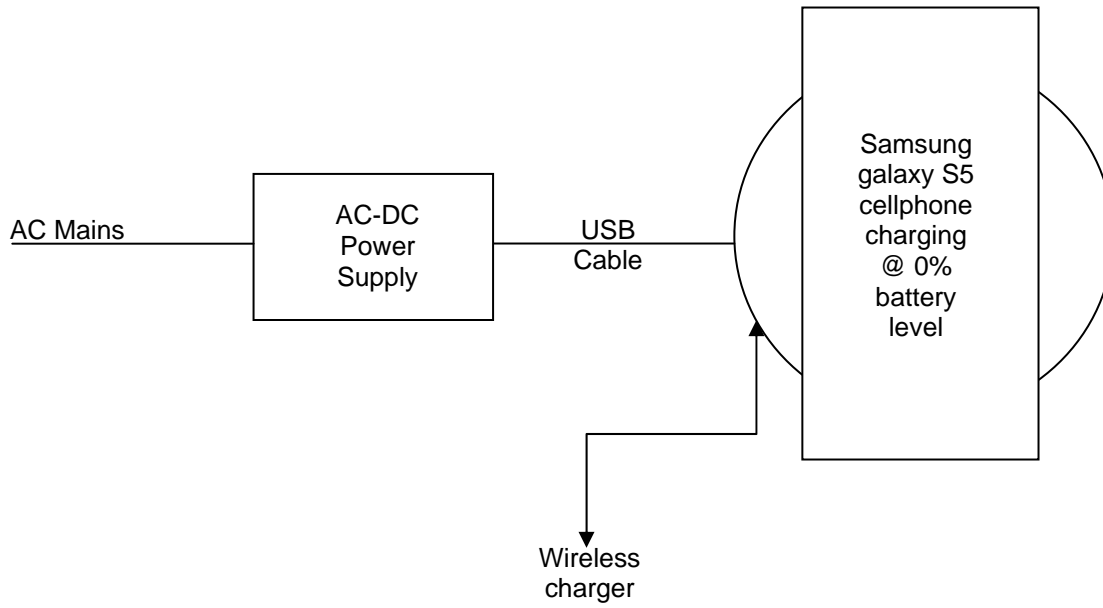 AC Mains
AC-DC
Power
Supply
USB
Cable
Samsung
galaxy S5
cellphone
charging
@ 0%
battery
level
Wireless
charger